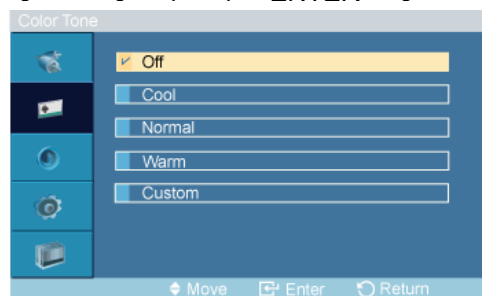 Color Tone
Off
Cool
Normal
Warm
Custom
Move Enter Return